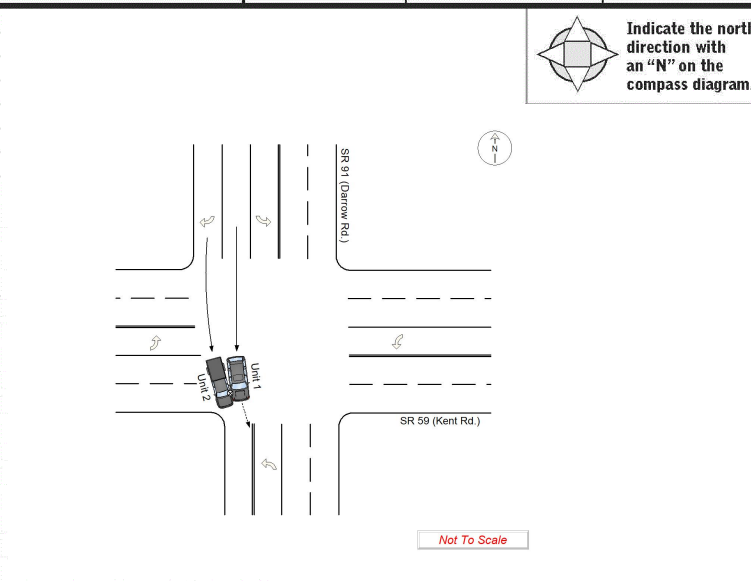 Indicate the north
direction with
an “N” on the
compass diagram.
N
SR 91 (Darrow Rd.)
Unit 1
Unit 2
SR 59 (Kent Rd.)
Not To Scale